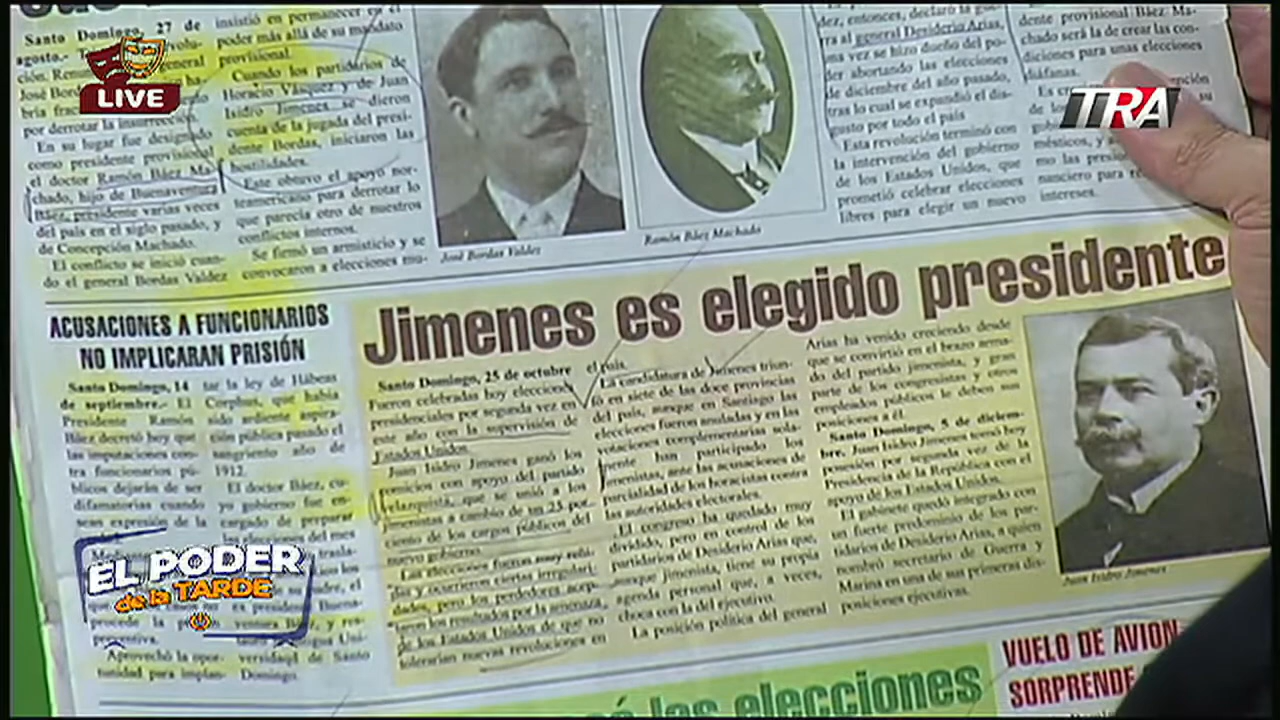 LIVE
TRA
Santo Domingo, 27 de
José Bord
por derrotar la insurrección.
En su lugar fue designado
como presidente provisional
el doctor Ramón Báez Ma-
chado, hijo de Buenaventura
Báez, presidente varias veces
del país en el siglo pasado, y
de Concepción Machado.
El conflicto se inició cuan-
do el general Bordas Valdez
insistió en permanecer en el
poder más allá de su mandato
provisional.
Cuando los partidarios de
Horacio Vásquez y de Juan
Isidro Jimenes se dieron
cuenta de la jugada del presi-
dente Bordas, iniciaron las
hostilidades.
Este obtuvo el apoyo nor-
teamericano para derrotar lo
que parecía otro de nuestros
conflictos internos.
Se firmó un armisticio y se
convocaron a elecciones mu-
José Bordas Valdez
Ramón Báez Machado
dez, entonces, declaró la
al general Desiderio Arias,
una vez se hizo dueño del po-
der abortando las elecciones
de diciembre del año pasado,
tras lo cual se expandió el dis-
gusto por todo el país
Esta revolución terminó con
la intervención del gobierno
de los Estados Unidos, que
prometió celebrar elecciones
libres para elegir un nuevo
dente provisional Báez Ma-
chado será la de crear las con-
diciones para unas elecciones
diáfanas.
intereses.
ACUSACIONES A FUNCIONARIOS
NO IMPLICARAN PRISIÓN
Santo Domingo, 14
de septiembre.- El
Presidente Ramón
Báez decretó hoy que
las imputaciones con-
tra funcionarios pú-
blicos dejarán de ser
difamatorias cuando
sean expresión de la
preventiva.
Aprovechó la opor-
tunidad para implan-
tar la ley de Hábeas
Corphus, que había
sido ardiente aspira-
ción pública pasado el
sangriento año de
1912.
El doctor Báez, cu-
yo gobierno fue en-
cargado de preparar
las elecciones del mes
versidad de Santo
Domingo.
Jimenes es elegido presidente
Santo Domingo, 25 de octubre
Fueron celebradas hoy elecciones
presidenciales por segunda vez en
este año con la supervisión de
Estados Unidos.
Juan Isidro Jimenes ganó los
comicios con apoyo del partido
velazquista, que se unió a los
jimenistas a cambio de un 25 por
ciento de los cargos públicos del
nuevo gobierno.
Las elecciones fueron muy reñi-
das y ocurrieron ciertas irregulari-
dades, pero los perdedores acep-
taron los resultados por la amenaza
de los Estados Unidos de que no
tolerarían nuevas revoluciones en
el país.
La candidatura de Jimenes triun-
fó en siete de las doce provincias
del país, aunque en Santiago las
elecciones fueron anuladas y en las
votaciones complementarias sola-
mente han participado los
jimenistas, ante las acusaciones de
parcialidad de los horacistas contra
las autoridades electorales.
El congreso ha quedado muy
dividido, pero en control de los
partidarios de Desiderio Arias que,
aunque jimenista, tiene su propia
agenda personal que, a veces,
choca con la del ejecutivo.
La posición política del general
Arias ha venido creciendo desde
que se convirtió en el brazo arma-
do del partido jimenista, y gran
parte de los congresistas y otros
empleados públicos le deben sus
posiciones a él.
Santo Domingo, 5 de diciem-
bre. Juan Isidro Jimenes tomó hoy
posesión por segunda vez de la
Presidencia de la República con el
apoyo de los Estados Unidos.
El gabinete quedó integrado con
un fuerte predominio de los par-
tidarios de Desiderio Arias, a quien
nombró secretario de Guerra y
Marina en una de sus primeras dis-
posiciones ejecutivas.
Juan Isidro Jimenes
EL PODER
de la TARDE
las elecciones
VUELO DE AVION
SORPRENDE